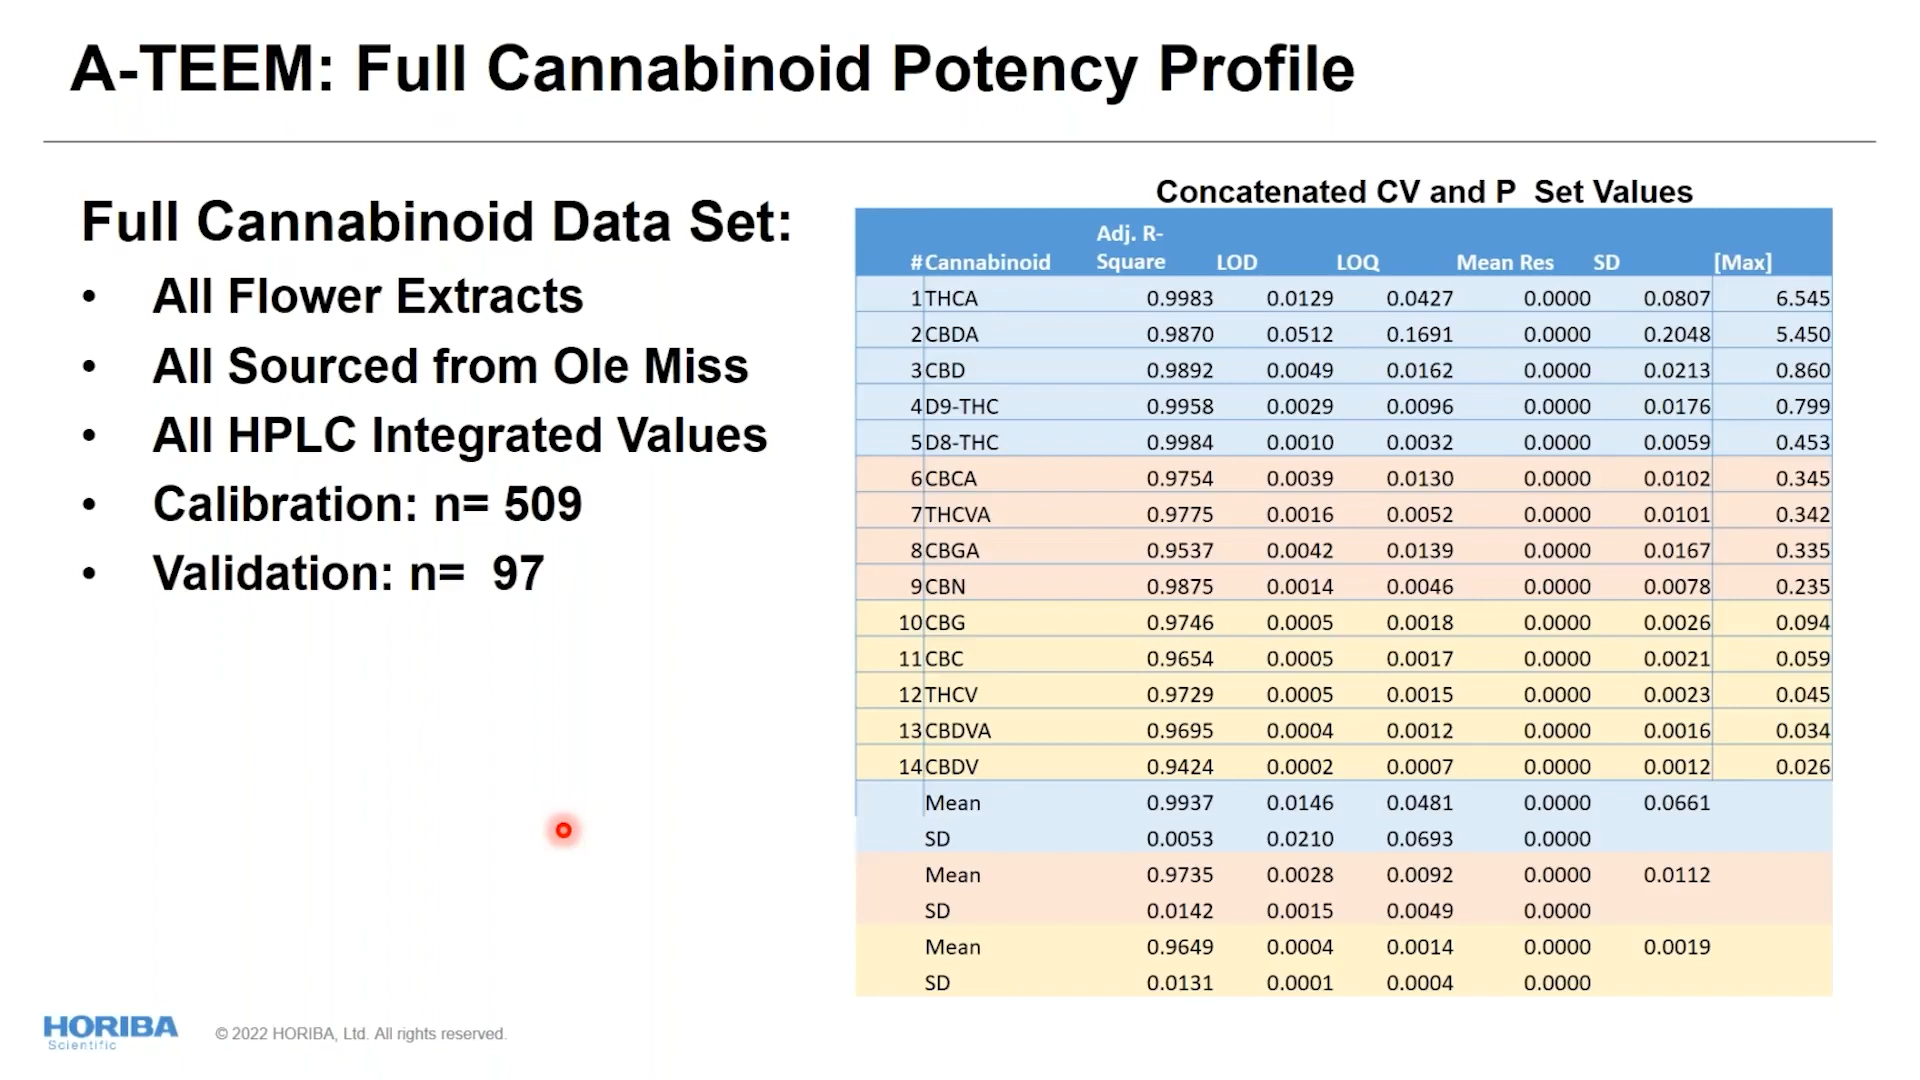 A-TEEM: Full Cannabinoid Potency Profile
Full Cannabinoid Data Set:
• All Flower Extracts
• All Sourced from Ole Miss
• All HPLC Integrated Values
• Calibration: n= 509
• Validation: n= 97
Concatenated CV and P Set Values
# Cannabinoid Adj. R-Square LOD LOQ Mean Res SD [Max]
1 THCA 0.9983 0.0129 0.0427 0.0000 0.0807 6.545
2 CBDA 0.9870 0.0512 0.1691 0.0000 0.2048 5.450
3 CBD 0.9892 0.0049 0.0162 0.0000 0.0213 0.860
4 D9-THC 0.9958 0.0029 0.0096 0.0000 0.0176 0.799
5 D8-THC 0.9984 0.0010 0.0032 0.0000 0.0059 0.453
6 CBCA 0.9754 0.0039 0.0130 0.0000 0.0102 0.345
7 THCVA 0.9775 0.0016 0.0052 0.0000 0.0101 0.342
8 CBGA 0.9537 0.0042 0.0139 0.0000 0.0167 0.335
9 CBN 0.9875 0.0014 0.0046 0.0000 0.0078 0.235
10 CBG 0.9746 0.0005 0.0018 0.0000 0.0026 0.094
11 CBC 0.9654 0.0005 0.0017 0.0000 0.0021 0.059
12 THCV 0.9729 0.0005 0.0015 0.0000 0.0023 0.045
13 CBDVA 0.9695 0.0004 0.0012 0.0000 0.0016 0.034
14 CBDV 0.9424 0.0002 0.0007 0.0000 0.0012 0.026
Mean 0.9937 0.0146 0.0481 0.0000 0.0661
SD 0.0053 0.0210 0.0693 0.0000
Mean 0.9735 0.0028 0.0092 0.0000 0.0112
SD 0.0142 0.0015 0.0049 0.0000
Mean 0.9649 0.0004 0.0014 0.0000 0.0019
SD 0.0131 0.0001 0.0004 0.0000
HORIBA
Scientific
© 2022 HORIBA, Ltd. All rights reserved.